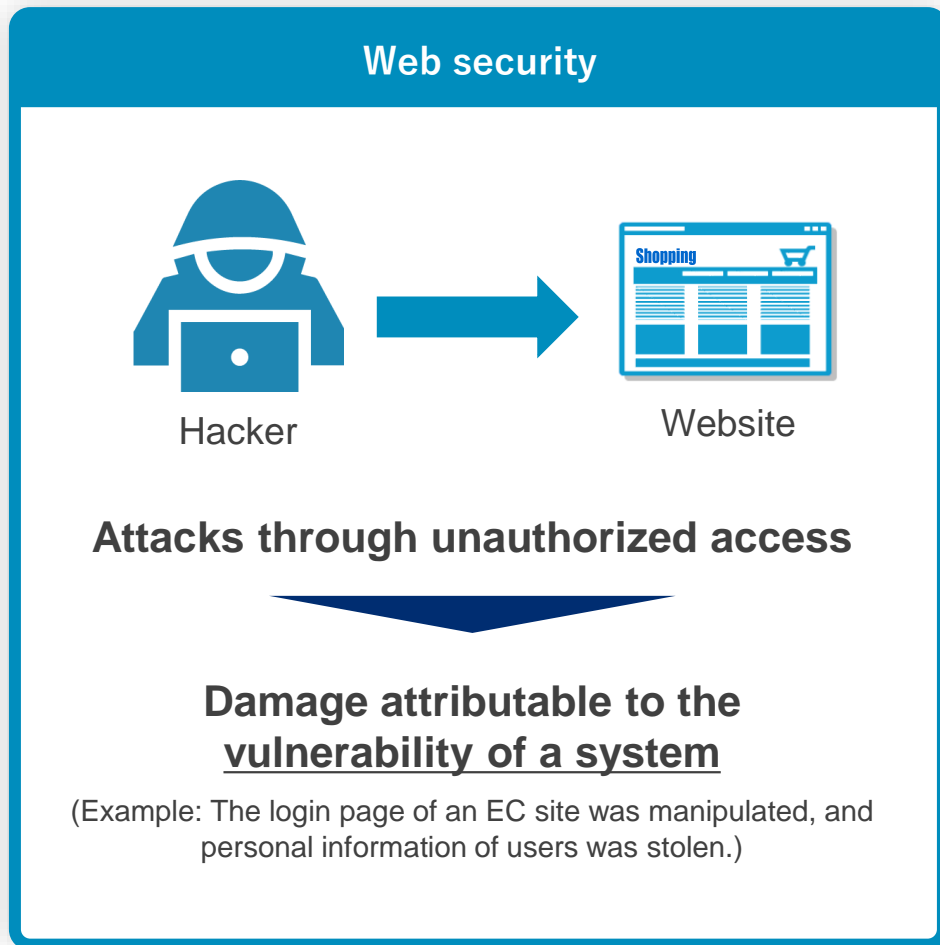 Web security
Shopping
Hacker
Website
Attacks through unauthorized access
Damage attributable to the
vulnerability of a system
(Example: The login page of an EC site was manipulated, and
personal information of users was stolen.)